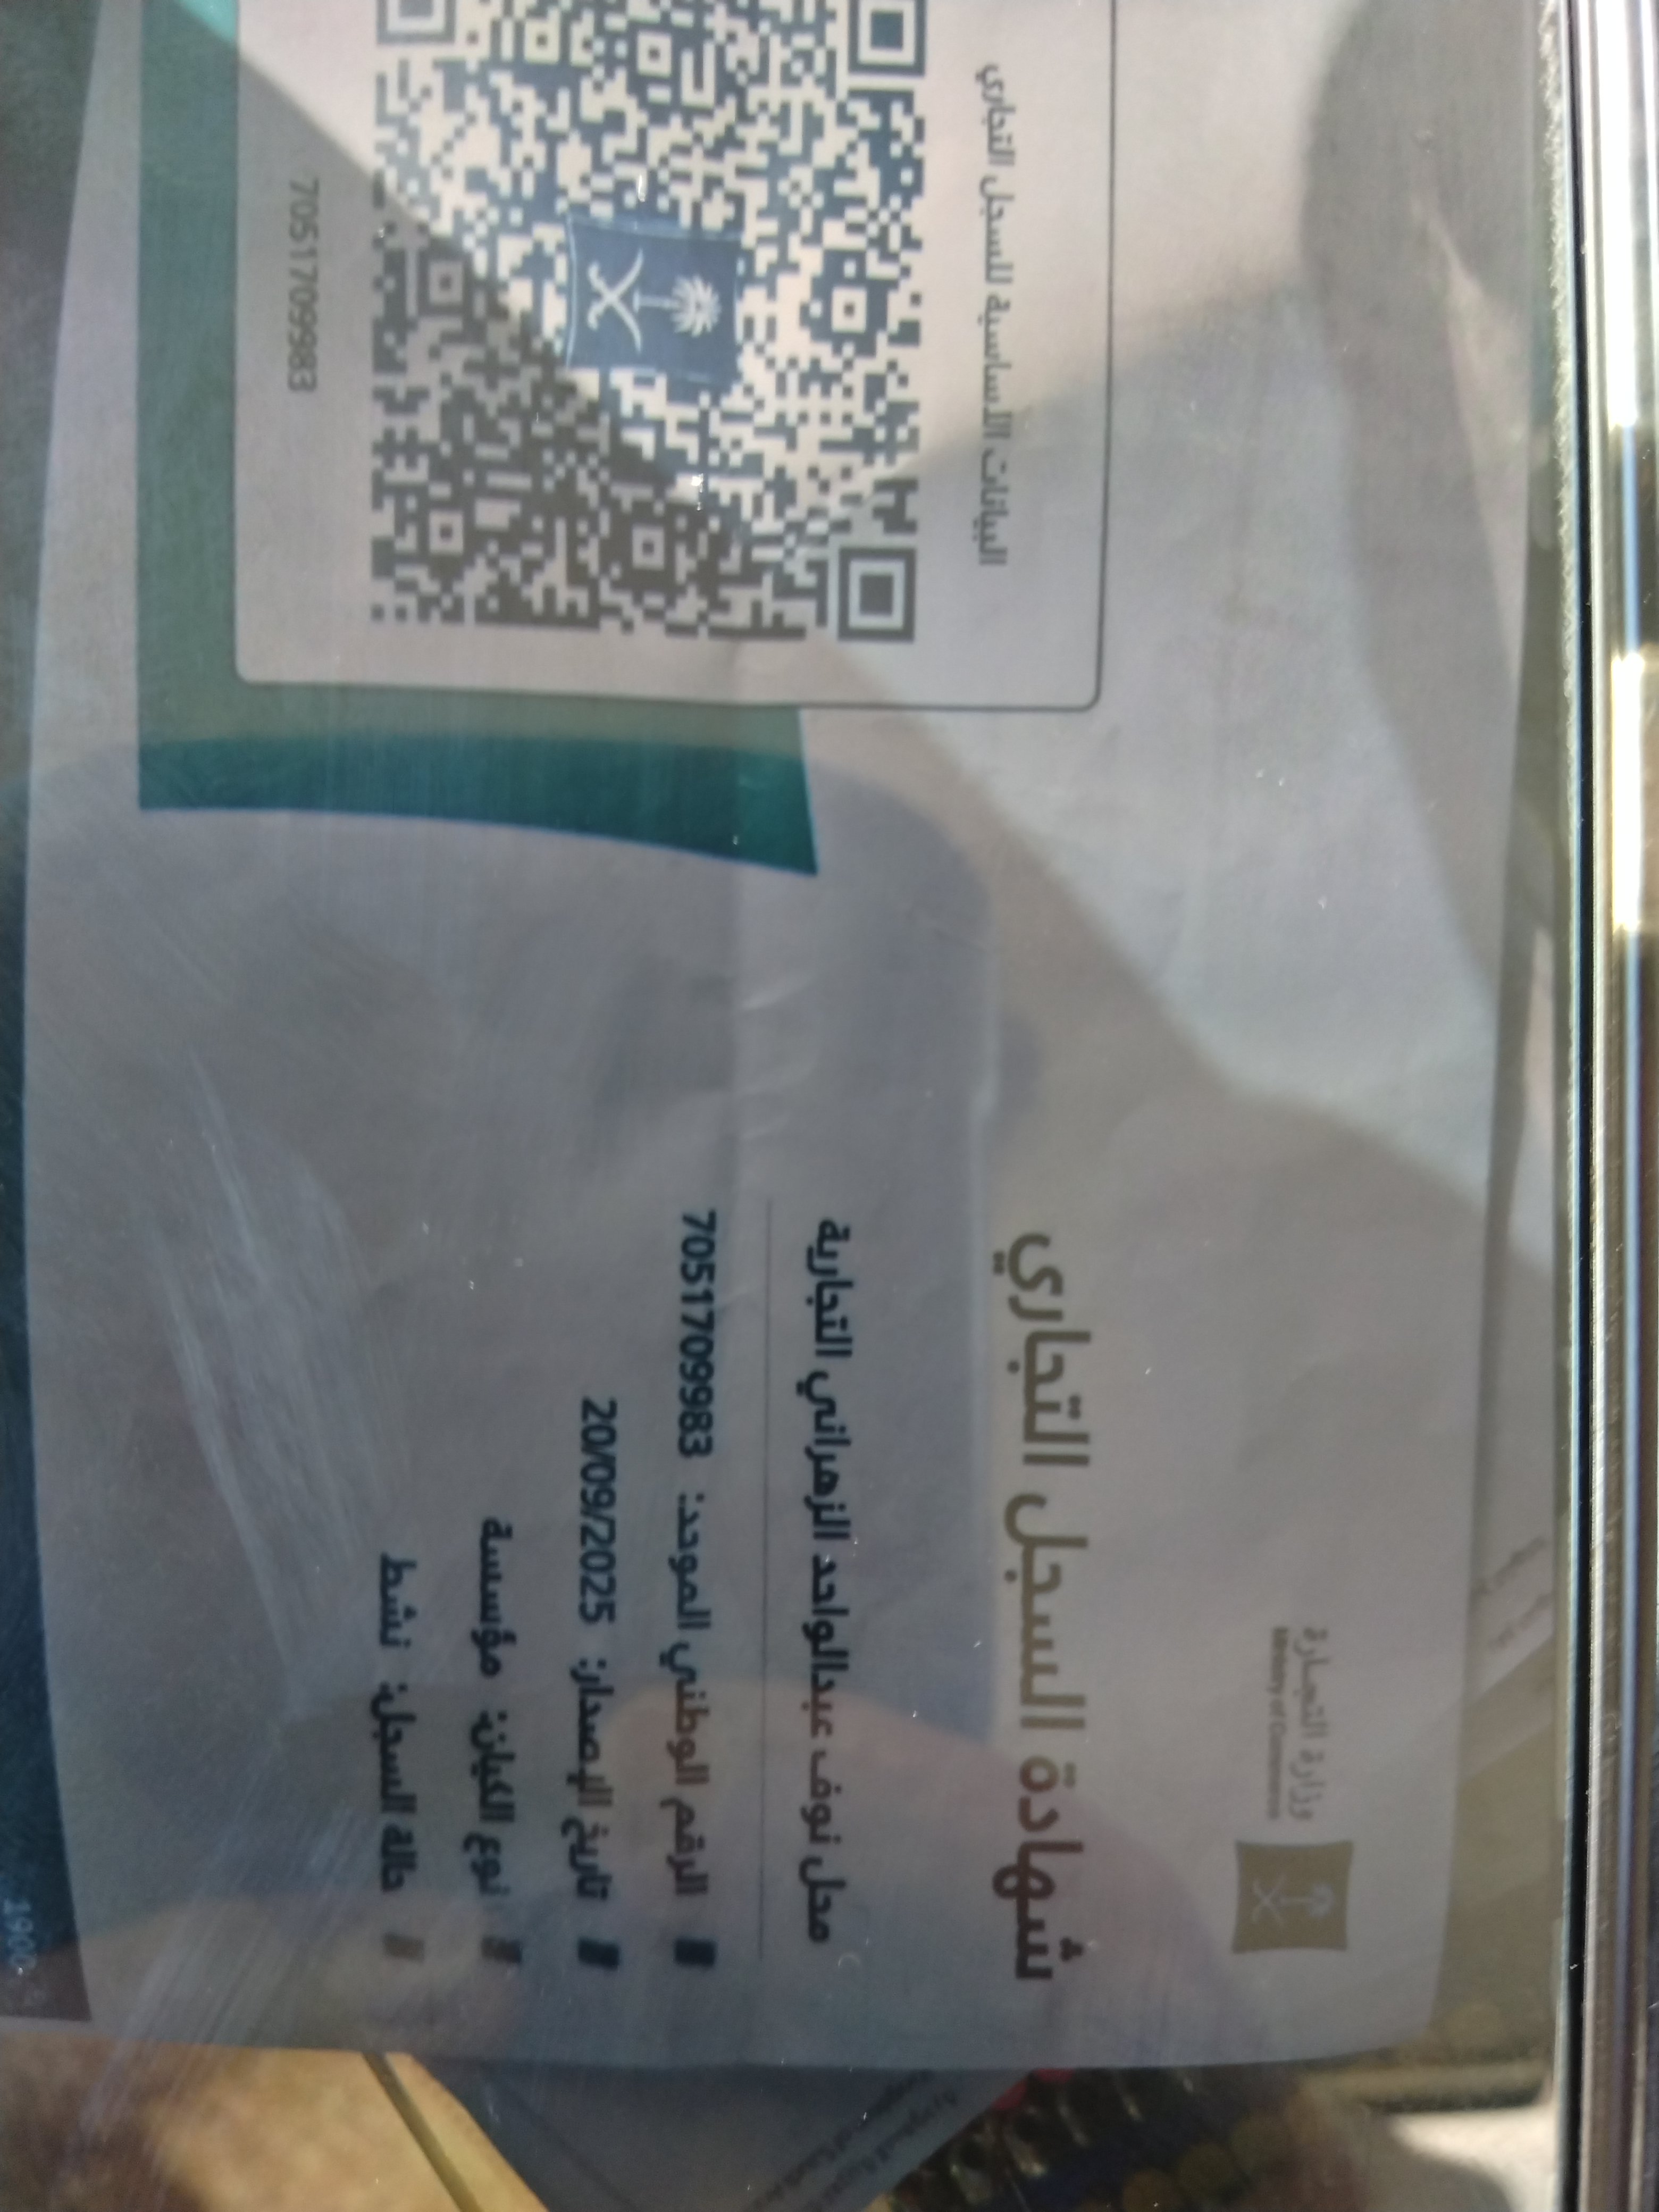 وزارة التجارة
Ministry of Commerce
شهادة السجل التجاري
محل نوف عبدالواحد الزهراني التجارية
الرقم الوطني الموحد: 7051709983
تاريخ الإصدار: 20/09/2025
نوع الكيان: مؤسسة
حالة السجل: نشط
البيانات الأساسية للسجل التجاري
7051709983
1900